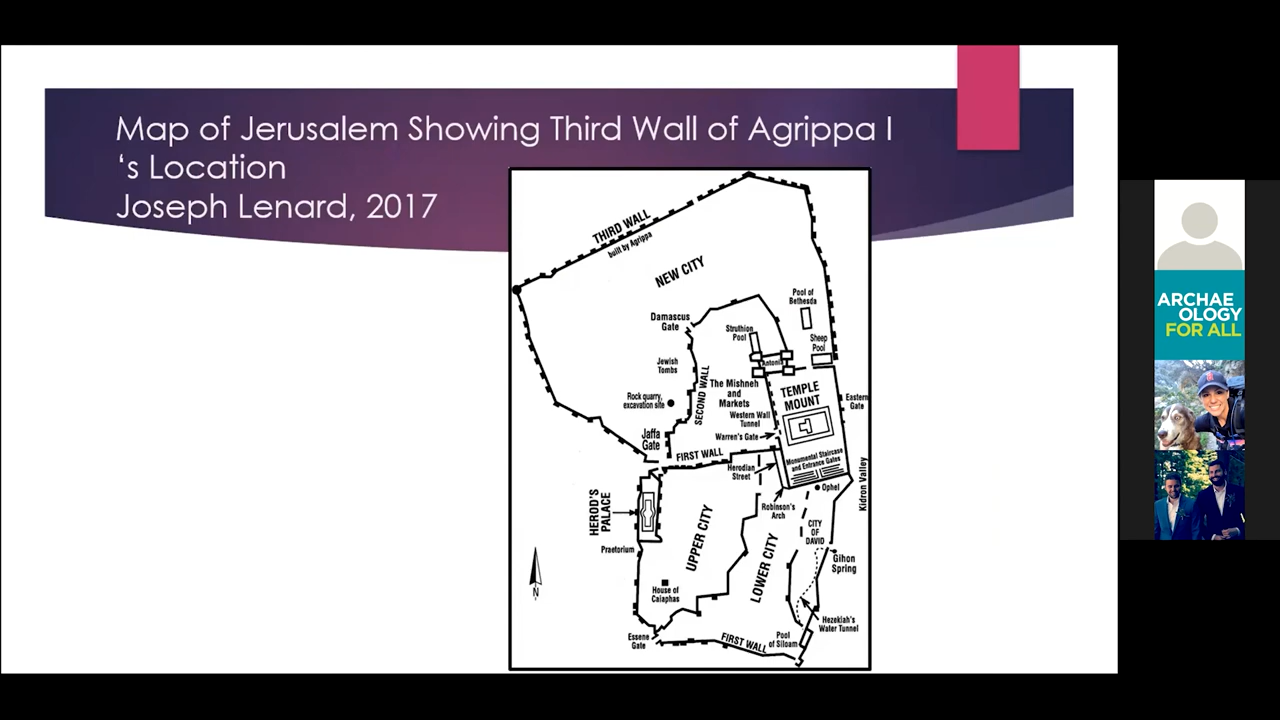 Map of Jerusalem Showing Third Wall of Agrippa I
‘s Location
Joseph Lenard, 2017
THIRD WALL
built by Agrippa
NEW CITY
Pool of
Bethesda
Damascus
Gate
Struthion
Pool
Sheep
Pool
Antonia
Jewish
Tombs
SECOND WALL
The Mishneh
and
Markets
TEMPLE
MOUNT
Eastern
Gate
Rock quarry,
excavation site
Western Wall
Tunnel
Warren's Gate
Jaffa
Gate
FIRST WALL
Herodian
Street
Monumental Staircase
and Entrance Gates
Kidron Valley
HEROD'S
PALACE
Ophel
Robinson's
Arch
UPPER CITY
CITY
OF
DAVID
Praetorium
LOWER CITY
Gihon
Spring
N
House of
Caiaphas
Hezekiah's
Water Tunnel
Essene
Gate
FIRST WALL
Pool
of Siloam
ARCHAE
OLOGY
FOR ALL